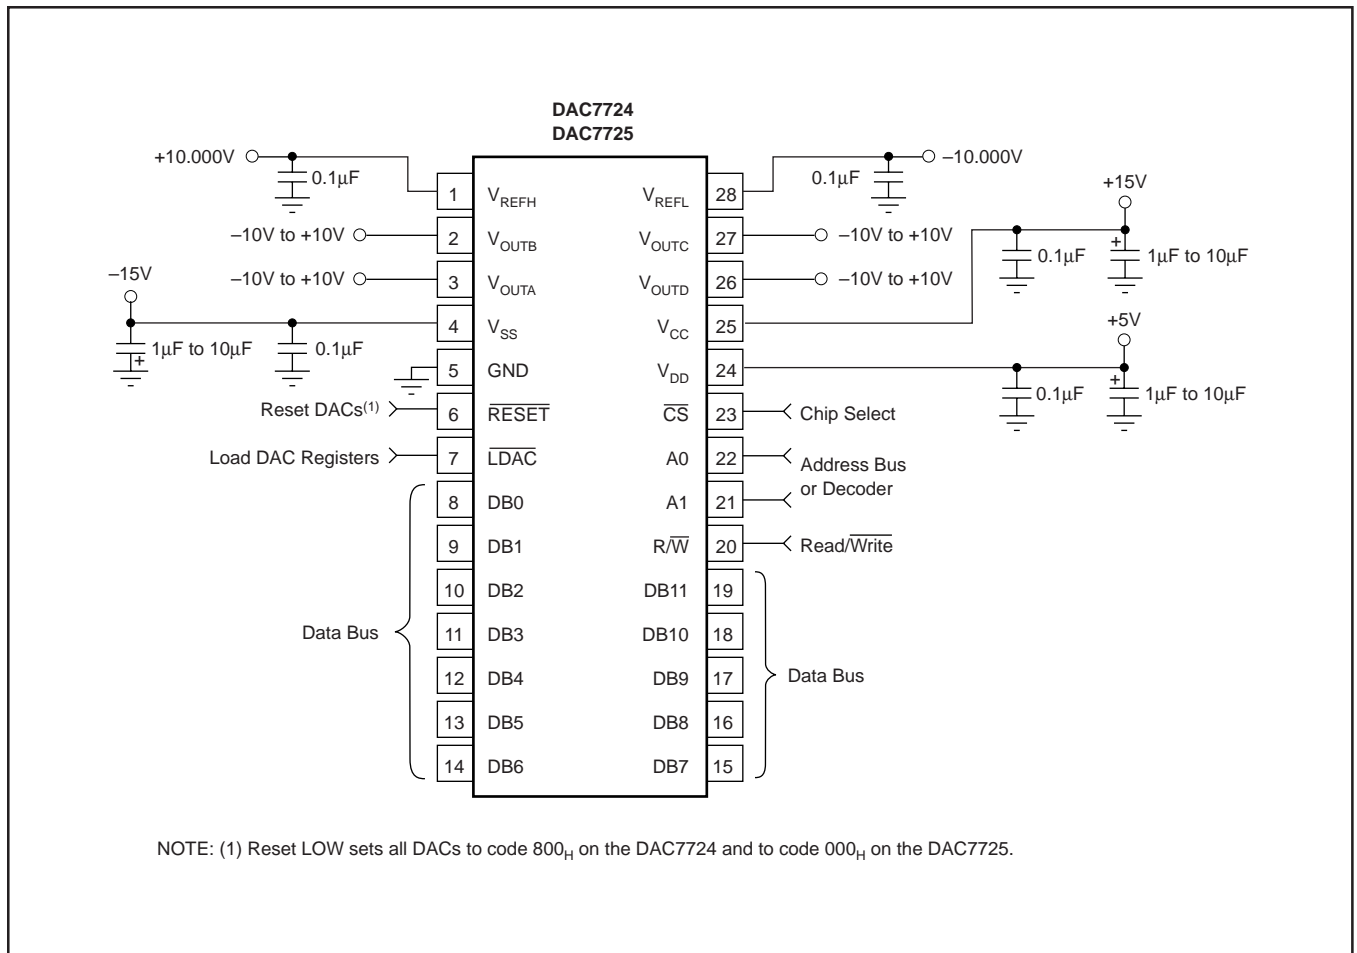 DAC7724
DAC7725
+10.000V
0.1µF
–10V to +10V
–10V to +10V
–15V
1µF to 10µF
+
0.1µF
Reset DACs(1)
Load DAC Registers
Data Bus
1 VREFH VREFL 28
2 VOUTB VOUTC 27
3 VOUTA VOUTD 26
4 VSS VCC 25
5 GND VDD 24
6 RESET CS 23
7 LDAC A0 22
8 DB0 A1 21
9 DB1 R/W 20
10 DB2 DB11 19
11 DB3 DB10 18
12 DB4 DB9 17
13 DB5 DB8 16
14 DB6 DB7 15
0.1µF
–10.000V
–10V to +10V
–10V to +10V
+15V
0.1µF
+
1µF to 10µF
+5V
0.1µF
+
1µF to 10µF
Chip Select
Address Bus
or Decoder
Read/Write
Data Bus
NOTE: (1) Reset LOW sets all DACs to code 800H on the DAC7724 and to code 000H on the DAC7725.